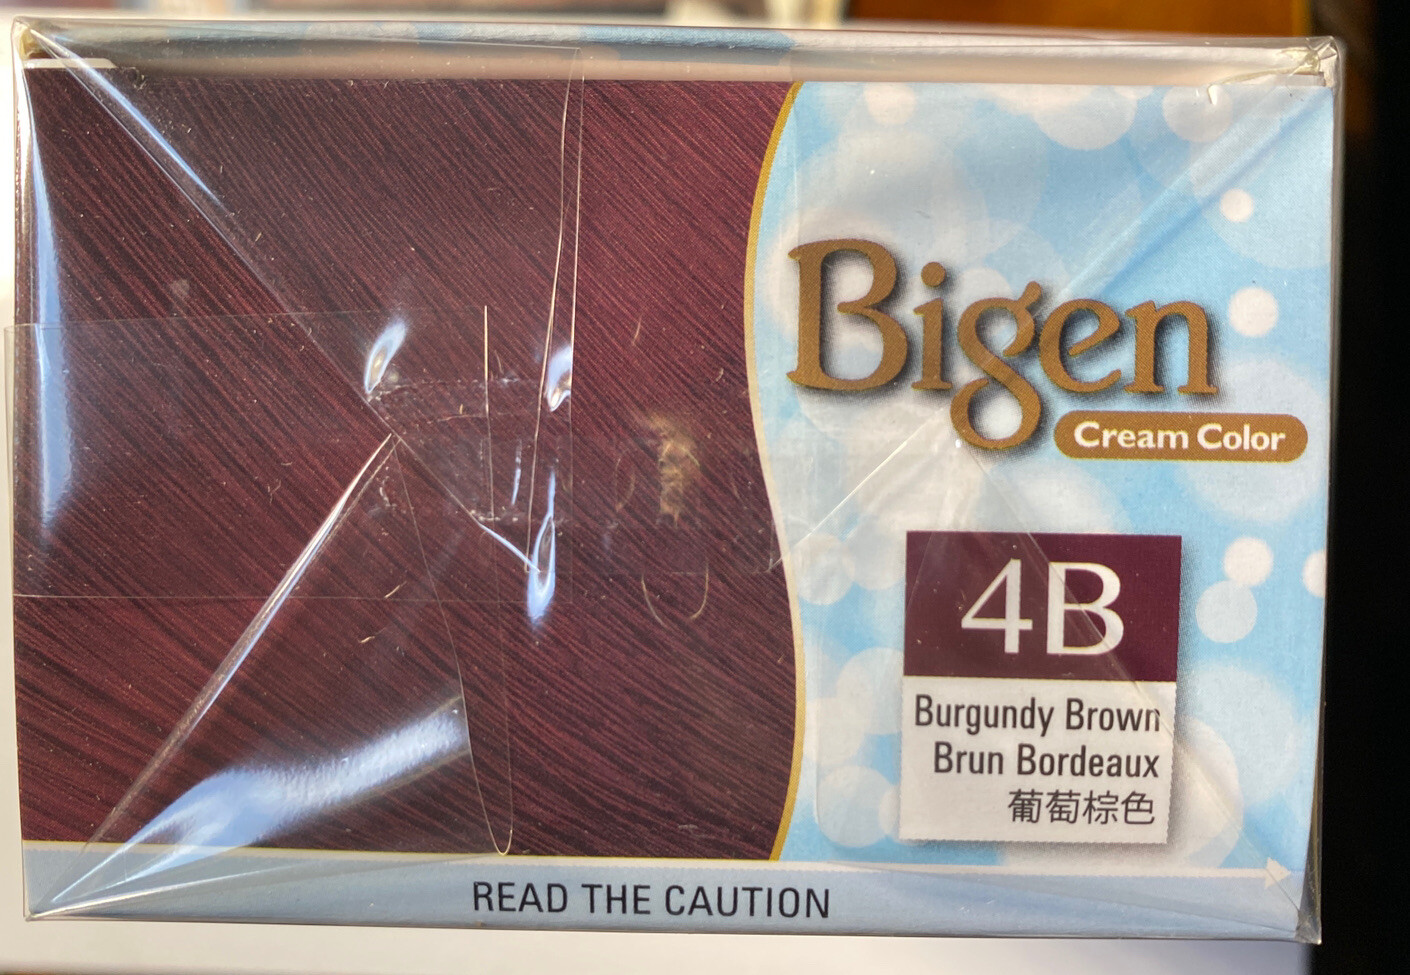 Bigen
Cream Color
4B
Burgundy Brown
Brun Bordeaux
葡萄棕色
READ THE CAUTION